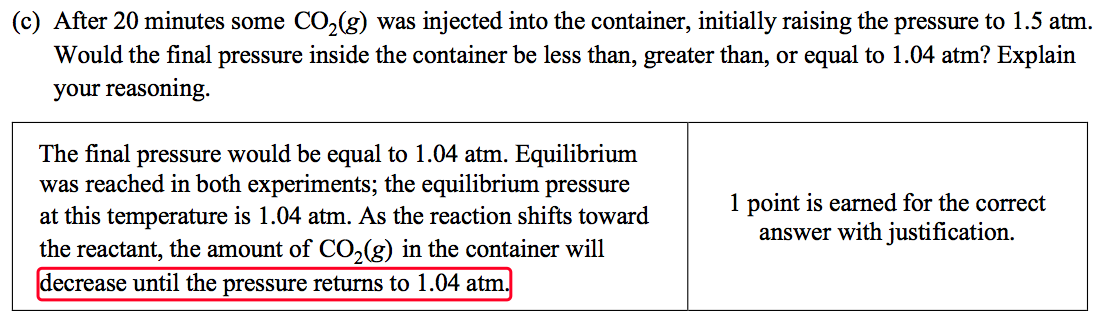 (c) After 20 minutes some CO₂(g) was injected into the container, initially raising the pressure to 1.5 atm.
Would the final pressure inside the container be less than, greater than, or equal to 1.04 atm? Explain
your reasoning.
The final pressure would be equal to 1.04 atm. Equilibrium
was reached in both experiments; the equilibrium pressure
at this temperature is 1.04 atm. As the reaction shifts toward
the reactant, the amount of CO₂(g) in the container will
decrease until the pressure returns to 1.04 atm.
1 point is earned for the correct
answer with justification.